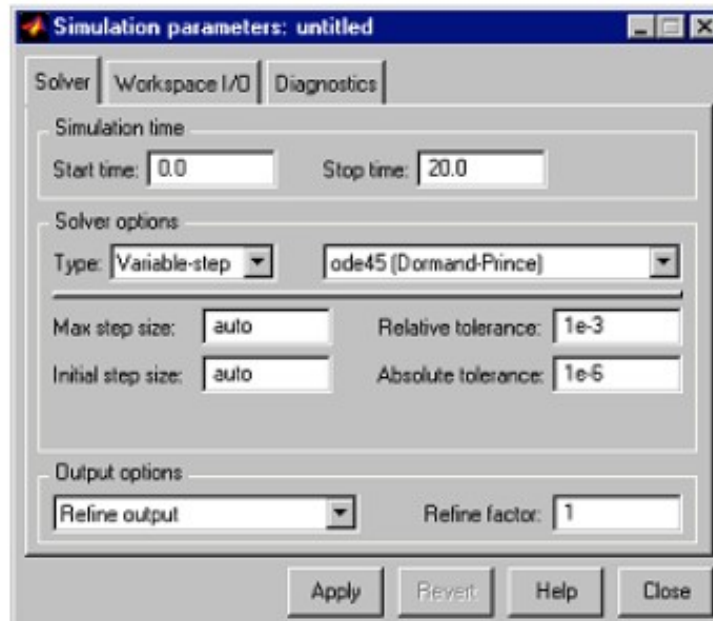 Simulation parameters: untitled
Solver Workspace I/O Diagnostics
Simulation time
Start time: 0.0 Stop time: 20.0
Solver options
Type: Variable-step ode45 (Dormand-Prince)
Max step size: auto Relative tolerance: 1e-3
Initial step size: auto Absolute tolerance: 1e-6
Output options
Refine output Refine factor: 1
Apply Revert Help Close